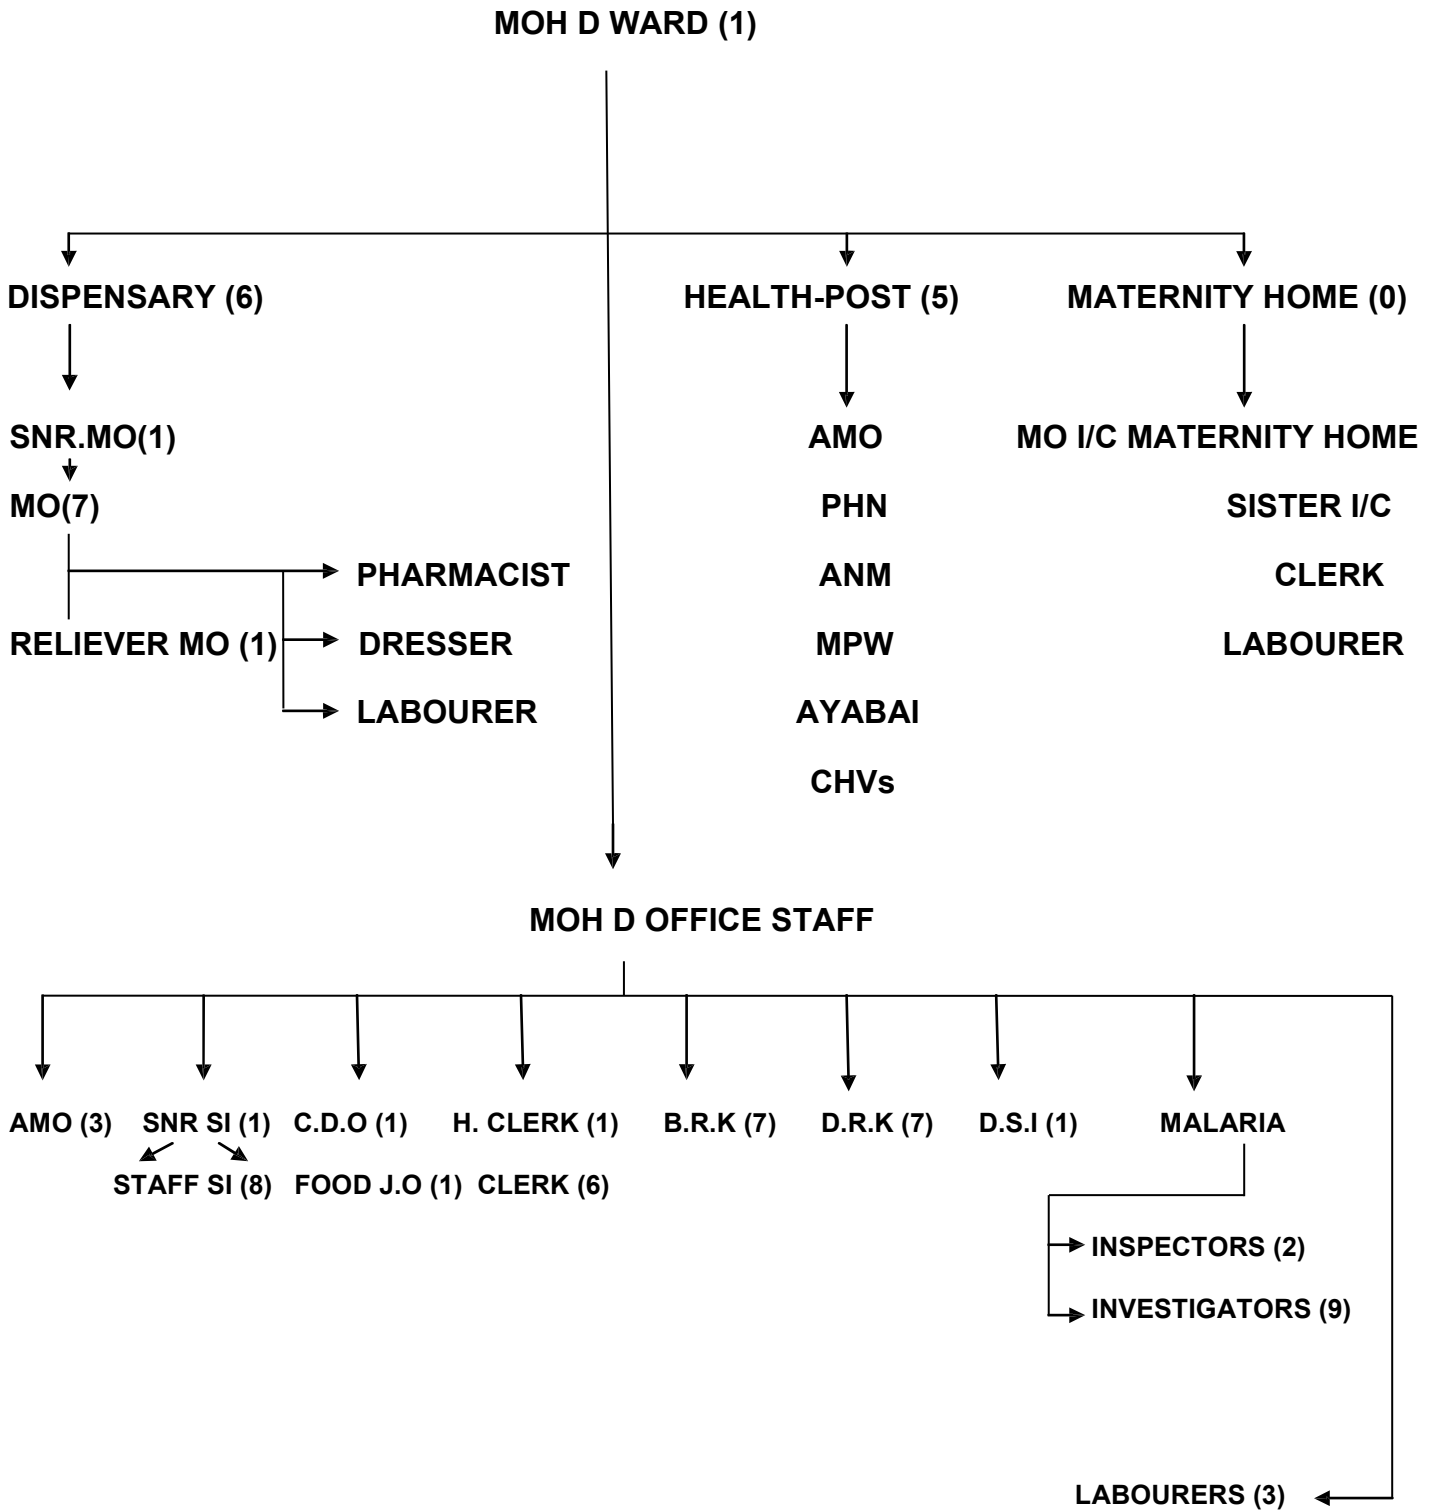 MOH D WARD (1)
DISPENSARY (6) HEALTH-POST (5) MATERNITY HOME (0)
SNR.MO(1) AMO MO I/C MATERNITY HOME
MO(7) PHN SISTER I/C
PHARMACIST ANM CLERK
RELIEVER MO (1) DRESSER MPW LABOURER
LABOURER AYABAI
CHVs
MOH D OFFICE STAFF
AMO (3) SNR SI (1) C.D.O (1) H. CLERK (1) B.R.K (7) D.R.K (7) D.S.I (1) MALARIA
STAFF SI (8) FOOD J.O (1) CLERK (6)
INSPECTORS (2)
INVESTIGATORS (9)
LABOURERS (3)